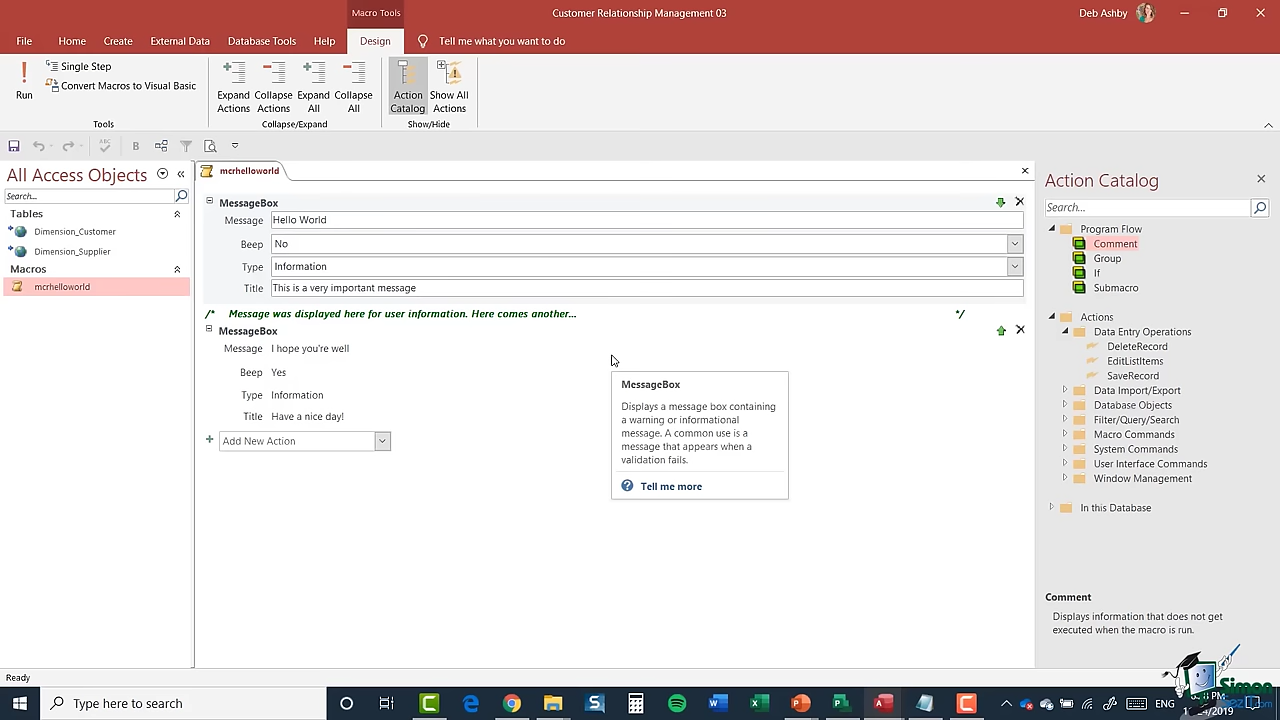 Macro Tools
Customer Relationship Management 03
Deb Ashby
File
Home
Create
External Data
Database Tools
Help
Design
Tell me what you want to do
Run
Single Step
Convert Macros to Visual Basic
Tools
Expand Actions
Collapse Actions
Expand All
Collapse All
Collapse/Expand
Action Catalog
Show All Actions
Show/Hide
ABC
B
All Access Objects
Search...
Tables
Dimension_Customer
Dimension_Supplier
Macros
mcrhelloworld
mcrhelloworld
MessageBox
Message Hello World
Beep No
Type Information
Title This is a very important message
/* Message was displayed here for user information. Here comes another... */
MessageBox
Message I hope you're well
Beep Yes
Type Information
Title Have a nice day!
Add New Action
MessageBox
Displays a message box containing
a warning or informational
message. A common use is a
message that appears when a
validation fails.
Tell me more
Action Catalog
Search...
Program Flow
Comment
Group
If
Submacro
Actions
Data Entry Operations
DeleteRecord
EditListItems
SaveRecord
Data Import/Export
Database Objects
Filter/Query/Search
Macro Commands
System Commands
User Interface Commands
Window Management
In this Database
Comment
Displays information that does not get
executed when the macro is run.
Ready
Type here to search
ENG
Simon